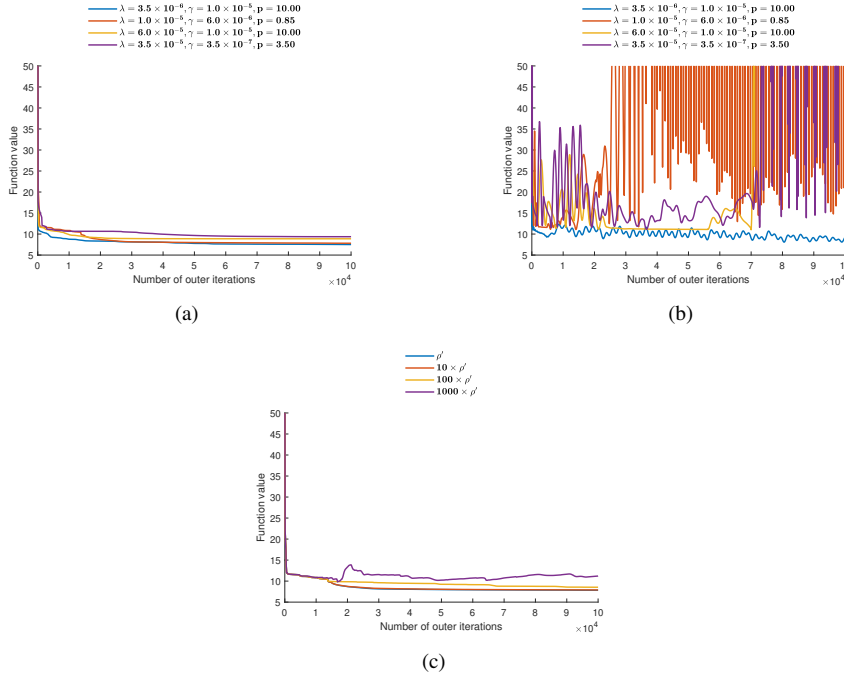 λ = 3.5 × 10⁻⁶, γ = 1.0 × 10⁻⁵, p = 10.00
λ = 1.0 × 10⁻⁵, γ = 6.0 × 10⁻⁶, p = 0.85
λ = 6.0 × 10⁻⁵, γ = 1.0 × 10⁻⁵, p = 10.00
λ = 3.5 × 10⁻⁵, γ = 3.5 × 10⁻⁷, p = 3.50
50
45
40
35
30
25
20
15
10
5
Function value
0 1 2 3 4 5 6 7 8 9 10
Number of outer iterations
×10⁴
(a)
λ = 3.5 × 10⁻⁶, γ = 1.0 × 10⁻⁵, p = 10.00
λ = 1.0 × 10⁻⁵, γ = 6.0 × 10⁻⁶, p = 0.85
λ = 6.0 × 10⁻⁵, γ = 1.0 × 10⁻⁵, p = 10.00
λ = 3.5 × 10⁻⁵, γ = 3.5 × 10⁻⁷, p = 3.50
50
45
40
35
30
25
20
15
10
5
Function value
0 1 2 3 4 5 6 7 8 9 10
Number of outer iterations
×10⁴
(b)
ρ′
10 × ρ′
100 × ρ′
1000 × ρ′
50
45
40
35
30
25
20
15
10
5
Function value
0 1 2 3 4 5 6 7 8 9 10
Number of outer iterations
×10⁴
(c)